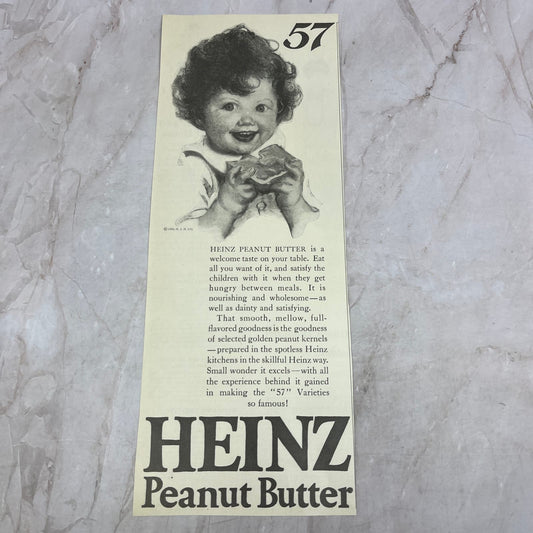 57
HEINZ PEANUT BUTTER is a
welcome taste on your table. Eat
all you want of it, and satisfy the
children with it when they get
hungry between meals. It is
nourishing and wholesome—as
well as dainty and satisfying.
That smooth, mellow, full-
flavored goodness is the goodness
of selected golden peanut kernels
—prepared in the spotless Heinz
kitchens in the skillful Heinz way.
Small wonder it excels—with all
the experience behind it gained
in making the "57" Varieties
so famous!
HEINZ
Peanut Butter